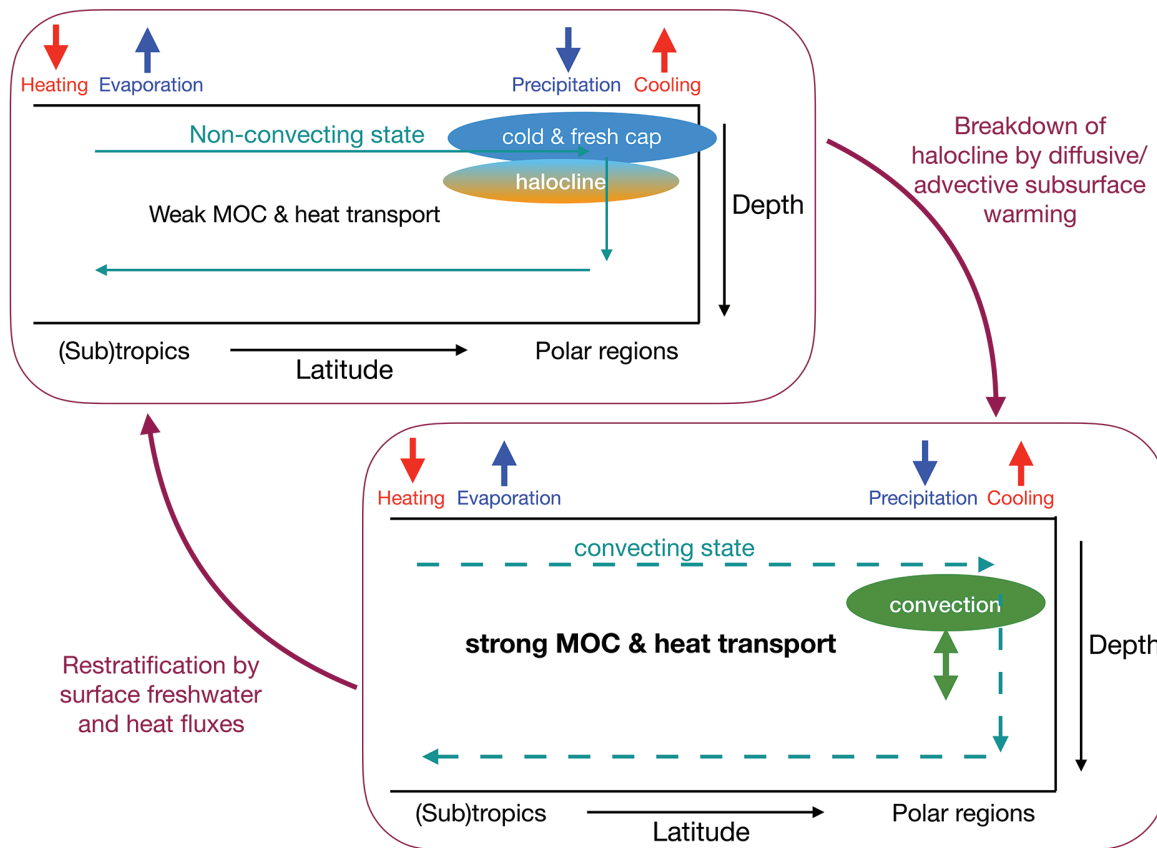 Heating Evaporation Precipitation Cooling
Non-convecting state
cold & fresh cap
halocline
Weak MOC & heat transport
Depth
(Sub)tropics Polar regions
Latitude
Breakdown of
halocline by diffusive/
advective subsurface
warming
Heating Evaporation Precipitation Cooling
convecting state
convection
strong MOC & heat transport
Depth
(Sub)tropics Polar regions
Latitude
Restratification by
surface freshwater
and heat fluxes